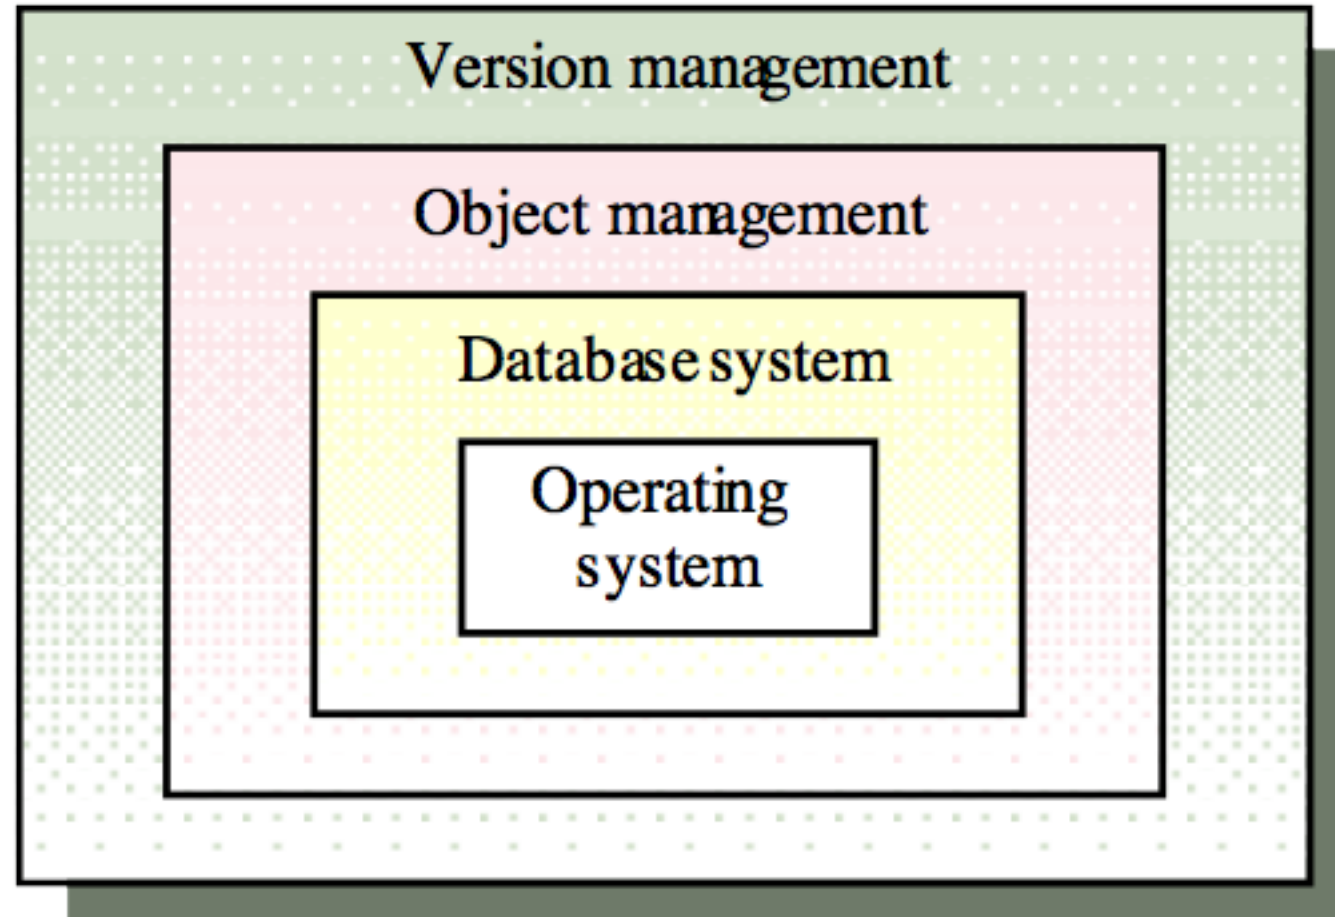 Version management
Object management
Database system
Operating
system